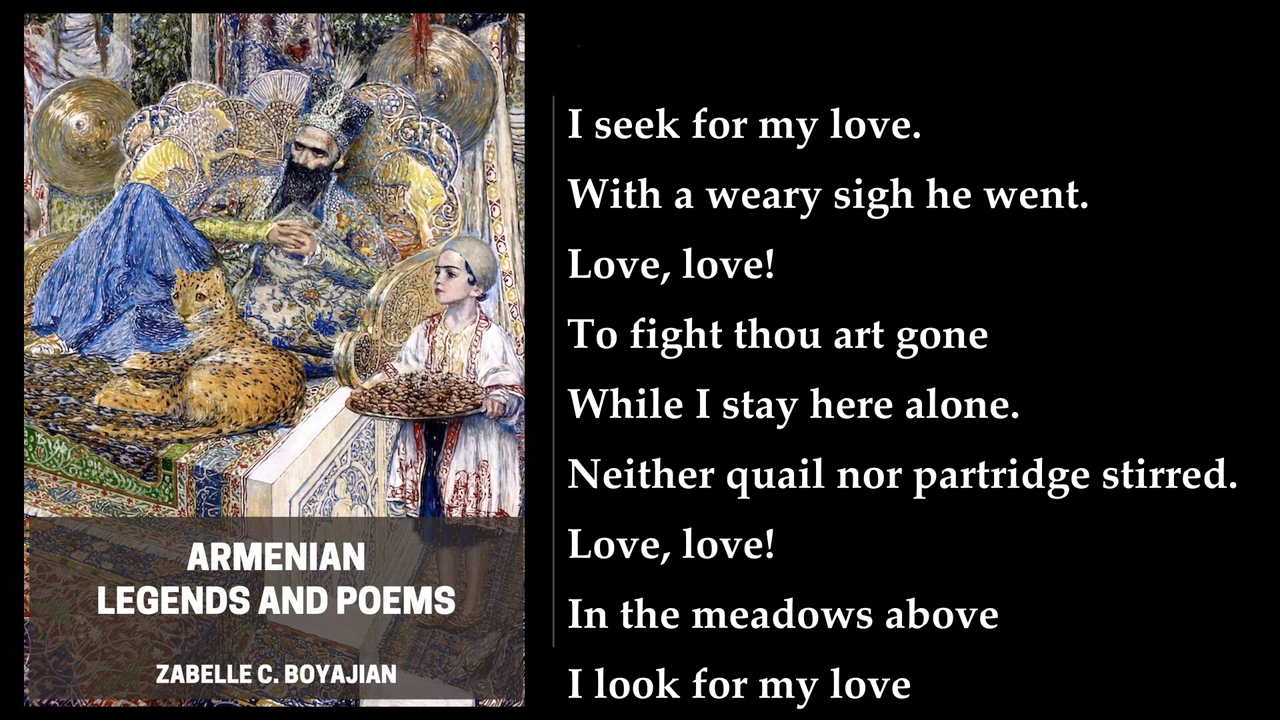 ARMENIAN
LEGENDS AND POEMS
ZABELLE C. BOYAJIAN
I seek for my love.
With a weary sigh he went.
Love, love!
To fight thou art gone
While I stay here alone.
Neither quail nor partridge stirred.
Love, love!
In the meadows above
I look for my love